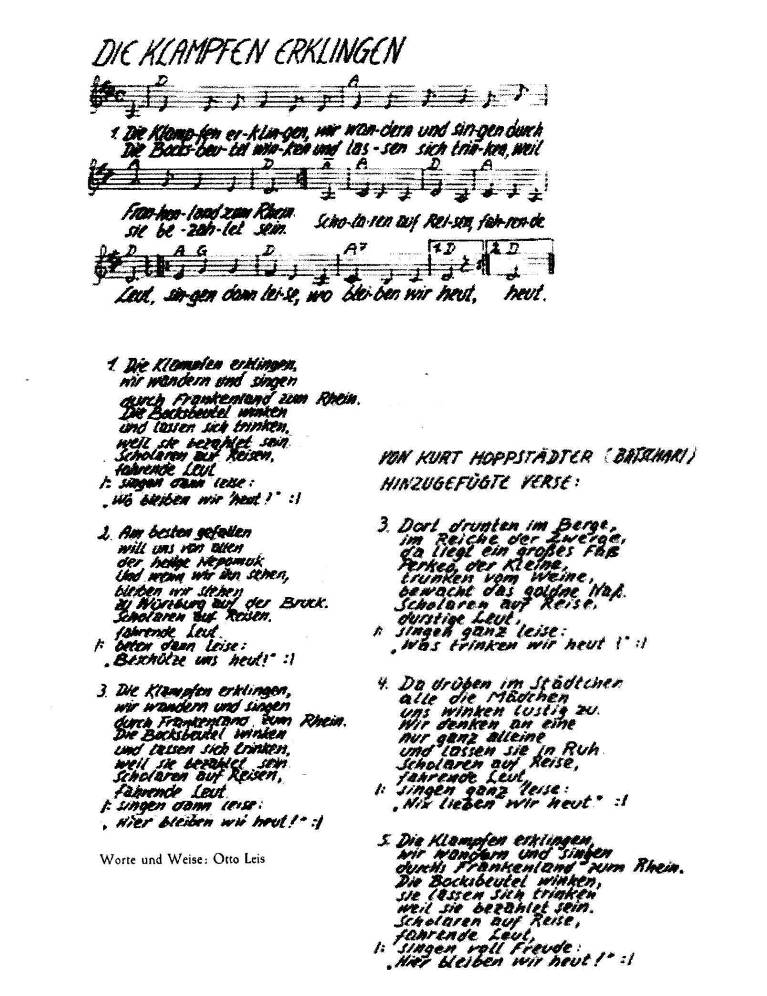 DIE KLAMPFEN ERKLINGEN
D A
1. Die Klamp-fen er-klin-gen, wir wan-dern und sin-gen durch
Die Bocks-beu-tel win-ken und las-sen sich trin-ken, weil
A D A A D A
Fran-ken-land zum Rhein. Scho-la-ren auf Rei-sen, fah-ren-de
sie be-zah-let sein.
D A G D A7 1. D 2. D
Leut, sin-gen dann lei-se, wo blei-ben wir heut, heut.
1. Die Klampfen erklingen,
wir wandern und singen
durch Frankenland zum Rhein.
Die Bocksbeutel winken
und lassen sich trinken,
weil sie bezahlet sein.
Scholaren auf Reisen,
fahrende Leut
|: singen dann leise:
„Wo bleiben wir heut?" :|
2. Am besten gefallen
will uns von allen
der heilge Nepomuk
Und wenn wir ihn sehen,
bleiben wir stehen
zu Würzburg auf der Bruck.
Scholaren auf Reisen,
fahrende Leut
|: beten dann leise:
„Beschütze uns heut!" :|
3. Die Klampfen erklingen,
wir wandern und singen
durch Frankenland zum Rhein.
Die Bocksbeutel winken
und lassen sich trinken,
weil sie bezahlet sein
Scholaren auf Reisen,
fahrende Leut
|: singen dann leise:
„Hier bleiben wir heut!" :|
Worte und Weise: Otto Leis
VON KURT HOPPSTÄDTER (BATSCHARI)
HINZUGEFÜGTE VERSE:
3. Dort drunten im Berge,
im Reiche der Zwerge,
da liegt ein großes Faß
Perkeo, der Kleine,
trunken vom Weine,
bewacht das goldne Naß.
Scholaren auf Reise,
durstige Leut,
|: singen ganz leise:
„Was trinken wir heut?" :|
4. Da drüben im Städtchen
alle die Mädchen
uns winken lustig zu.
Wir denken an eine
nur ganz alleine
und lassen sie in Ruh.
Scholaren auf Reise,
fahrende Leut,
|: singen ganz leise:
„Nix lieben wir heut" :|
5. Die Klampfen erklingen,
wir wandern und singen
durchs Frankenland zum Rhein.
Die Bocksbeutel winken,
sie lassen sich trinken
weil sie bezahlet sein.
Scholaren auf Reise,
fahrende Leut,
|: singen voll Freude:
„Hier bleiben wir heut!" :|